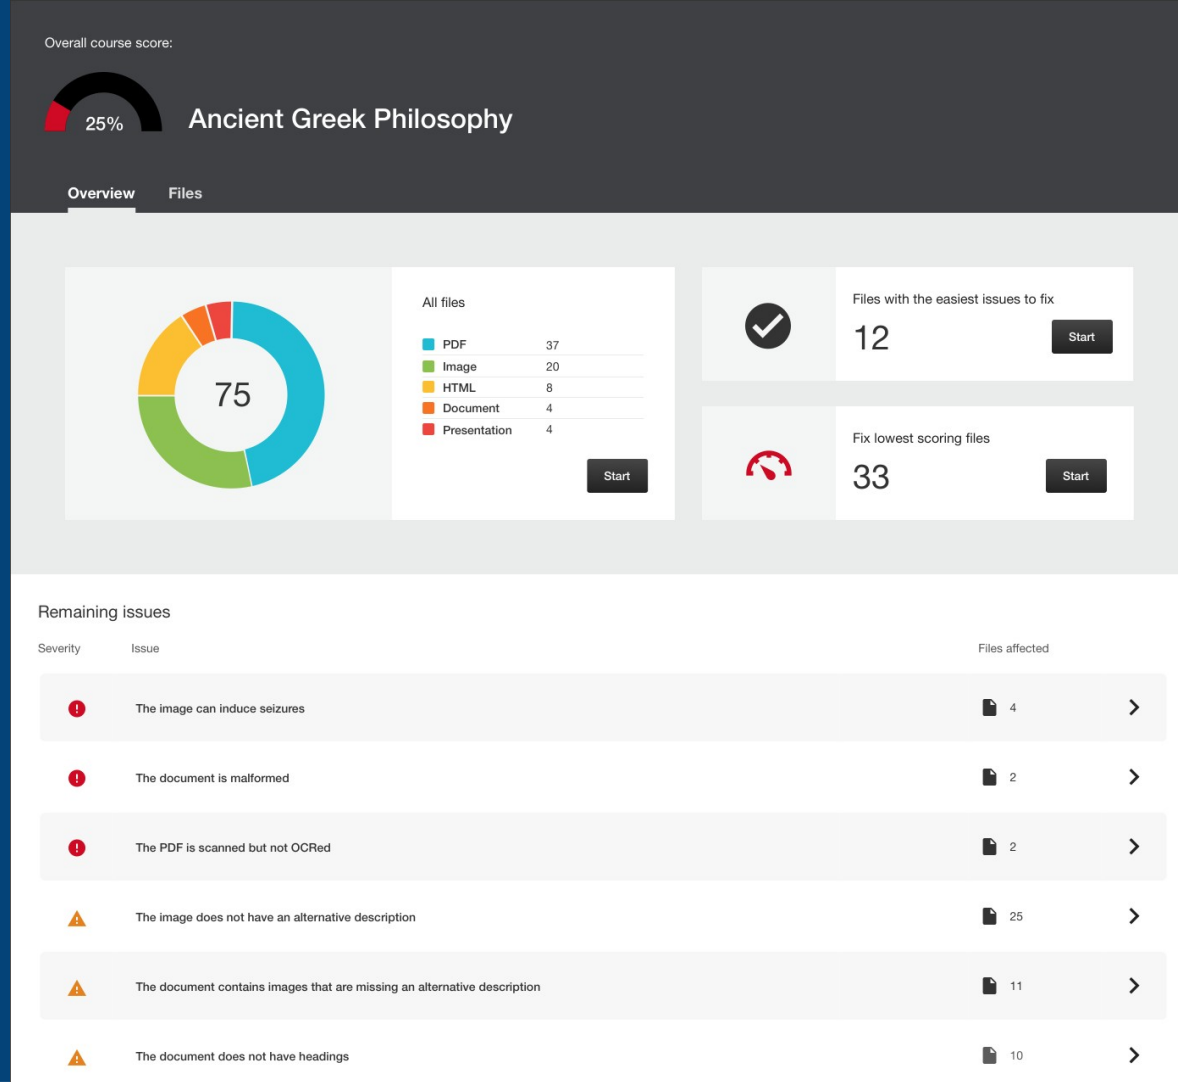 Overall course score:
25%
Ancient Greek Philosophy
Overview Files
75
All files
PDF 37
Image 20
HTML 8
Document 4
Presentation 4
Start
Files with the easiest issues to fix
12
Start
Fix lowest scoring files
33
Start
Remaining issues
Severity Issue Files affected
The image can induce seizures 4
The document is malformed 2
The PDF is scanned but not OCRed 2
The image does not have an alternative description 25
The document contains images that are missing an alternative description 11
The document does not have headings 10